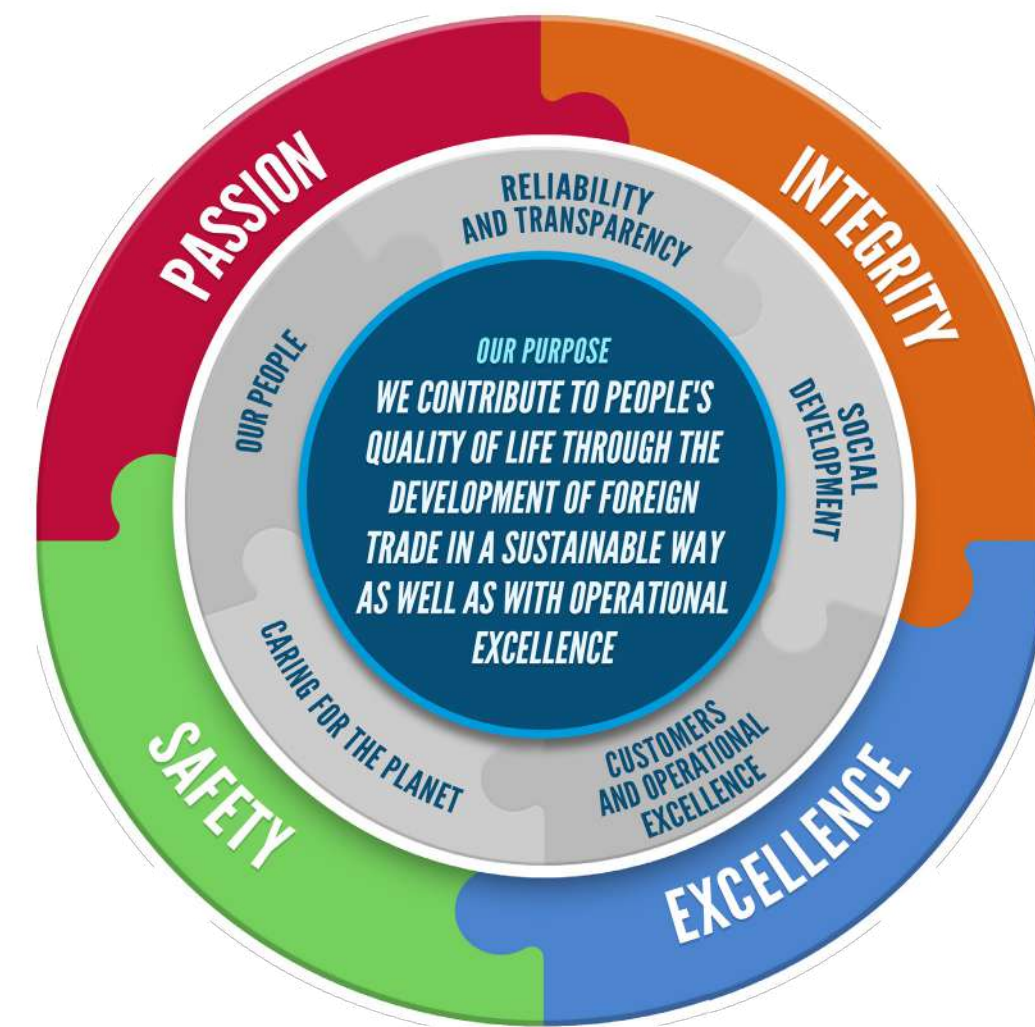 PASSION
INTEGRITY
RELIABILITY
AND TRANSPARENCY
OUR PEOPLE
SOCIAL
DEVELOPMENT
OUR PURPOSE
WE CONTRIBUTE TO PEOPLE'S
QUALITY OF LIFE THROUGH THE
DEVELOPMENT OF FOREIGN
TRADE IN A SUSTAINABLE WAY
AS WELL AS WITH OPERATIONAL
EXCELLENCE
CARING FOR THE PLANET
CUSTOMERS
AND OPERATIONAL
EXCELLENCE
SAFETY
EXCELLENCE